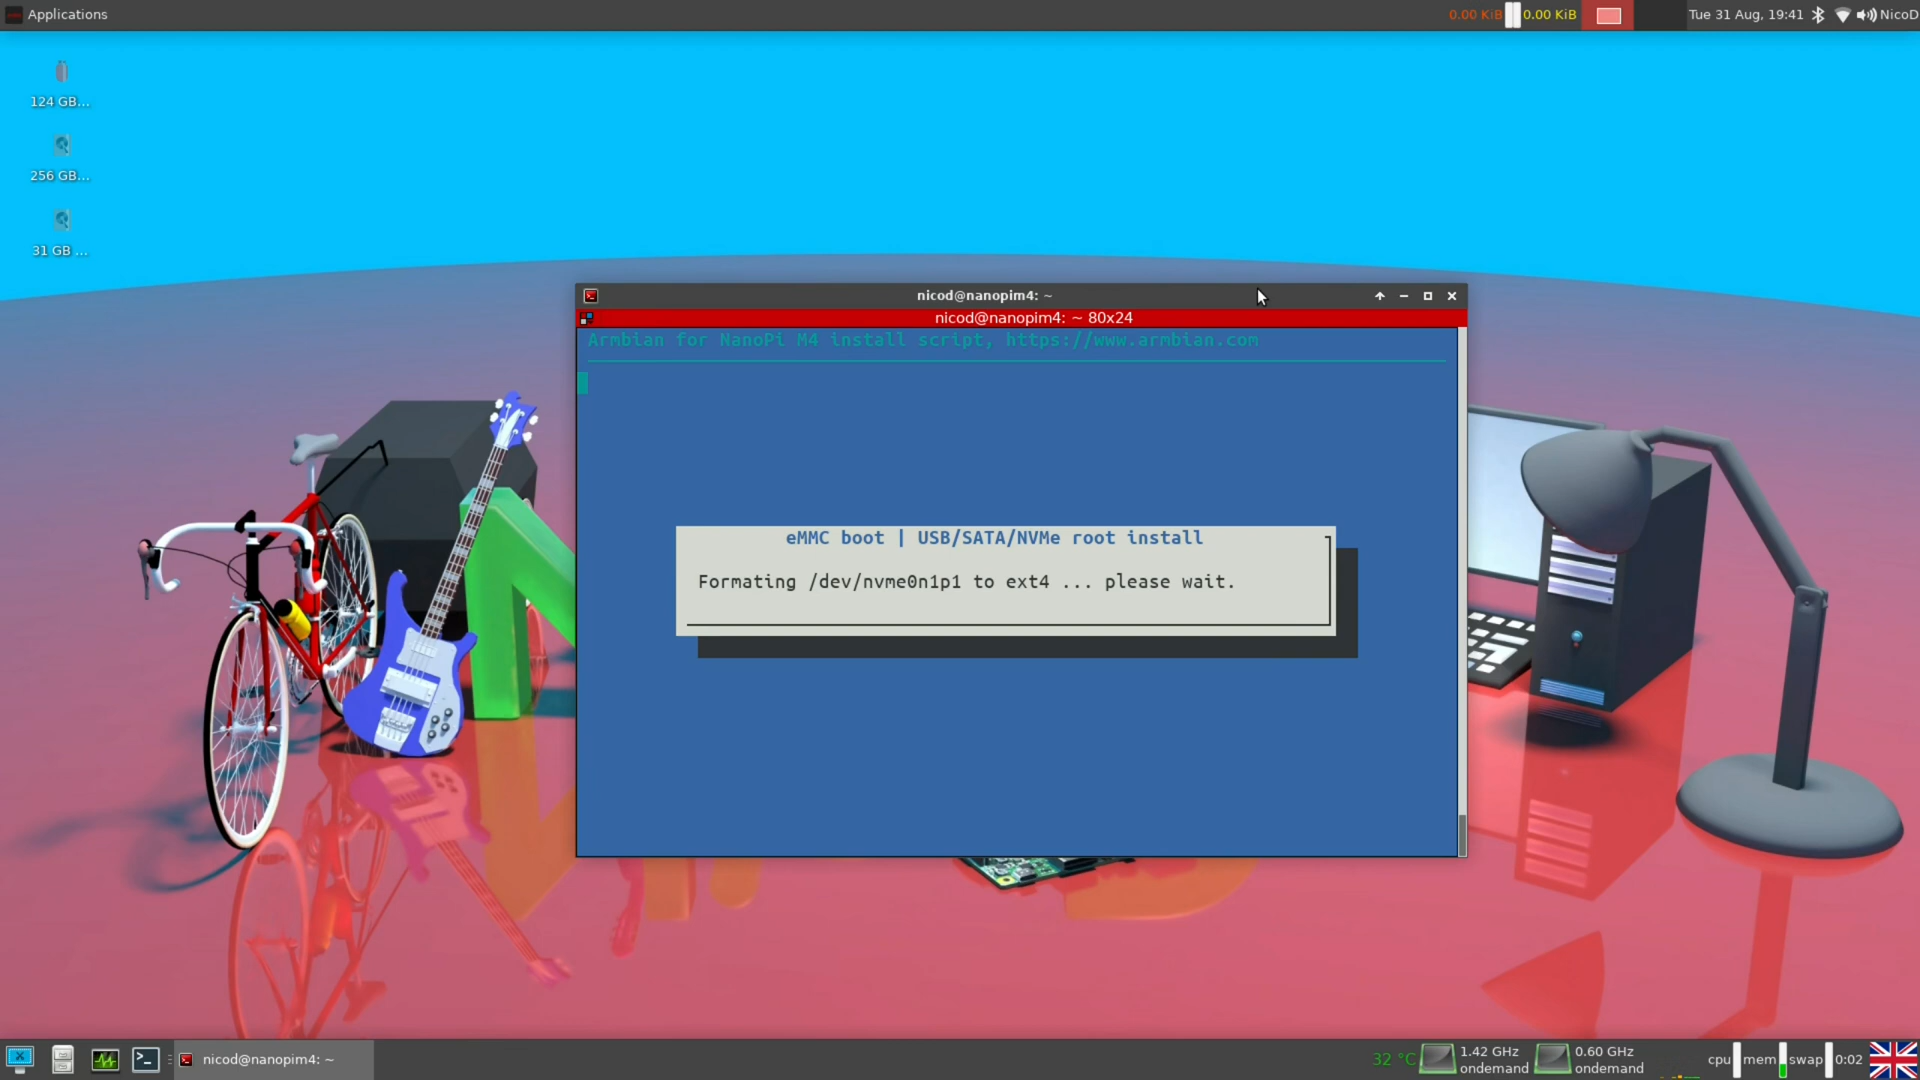 Applications
0.00 KiB 0.00 KiB Tue 31 Aug, 19:41 NicoD
124 GB...
256 GB...
31 GB ...
nicod@nanopim4: ~
nicod@nanopim4: ~ 80x24
Armbian for NanoPi M4 install script, https://www.armbian.com
eMMC boot | USB/SATA/NVMe root install
Formating /dev/nvme0n1p1 to ext4 ... please wait.
nicod@nanopim4: ~
32 °C
1.42 GHz
ondemand
0.60 GHz
ondemand
cpu mem swap 0:02